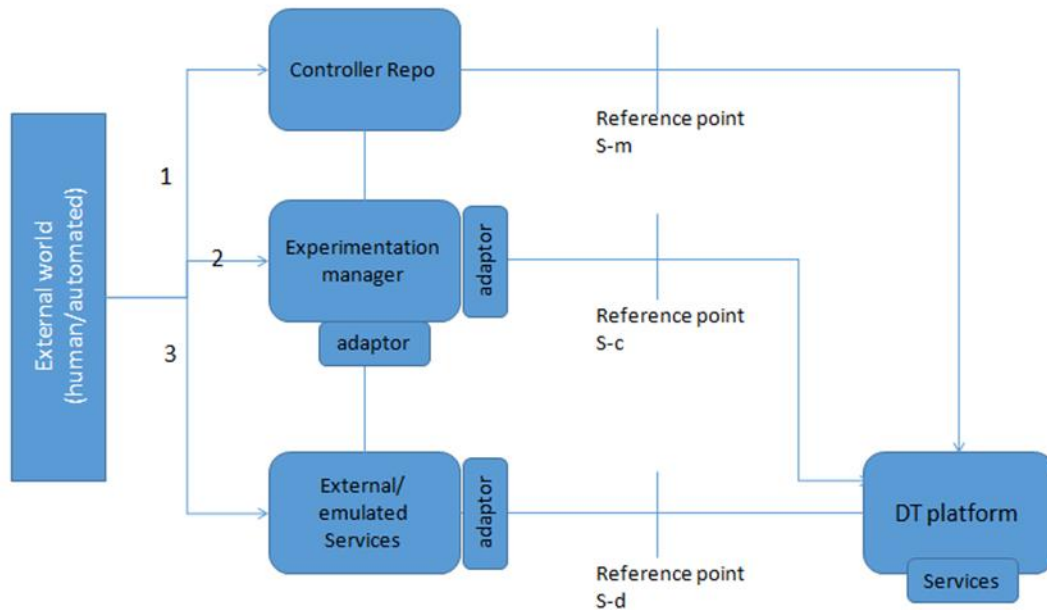 Controller Repo
Reference point
S-m
External world
(human/automated)
1
2
3
Experimentation
manager
adaptor
adaptor
Reference point
S-c
External/
emulated
Services
adaptor
Reference point
S-d
DT platform
Services